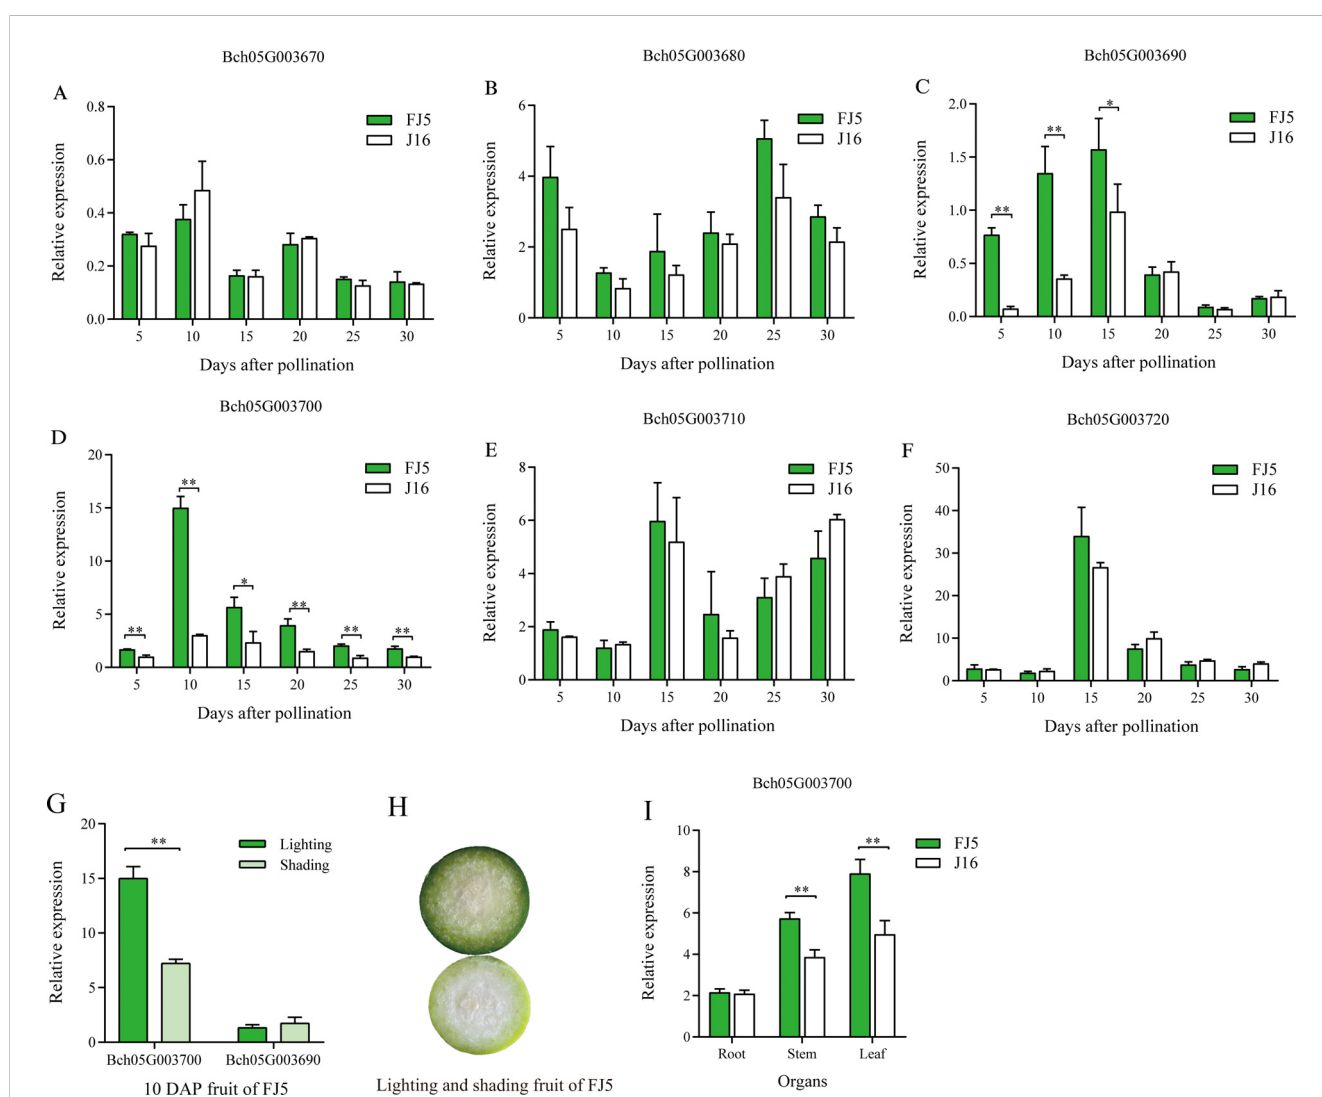 Bch05G003670
A
Relative expression
0.8
0.6
0.4
0.2
0.0
FJ5
J16
5 10 15 20 25 30
Days after pollination
Bch05G003680
B
Relative expression
6
4
2
0
FJ5
J16
5 10 15 20 25 30
Days after pollination
Bch05G003690
C
Relative expression
2.0
1.5
1.0
0.5
0.0
** ** *
FJ5
J16
5 10 15 20 25 30
Days after pollination
Bch05G003700
D
Relative expression
20
15
10
5
0
** ** * ** ** **
FJ5
J16
5 10 15 20 25 30
Days after pollination
Bch05G003710
E
Relative expression
8
6
4
2
0
FJ5
J16
5 10 15 20 25 30
Days after pollination
Bch05G003720
F
Relative expression
50
40
30
20
10
0
FJ5
J16
5 10 15 20 25 30
Days after pollination
G
Relative expression
20
15
10
5
0
**
Lighting
Shading
Bch05G003700 Bch05G003690
10 DAP fruit of FJ5
H
Lighting and shading fruit of FJ5
Bch05G003700
I
Relative expression
10
8
6
4
2
0
** **
FJ5
J16
Root Stem Leaf
Organs